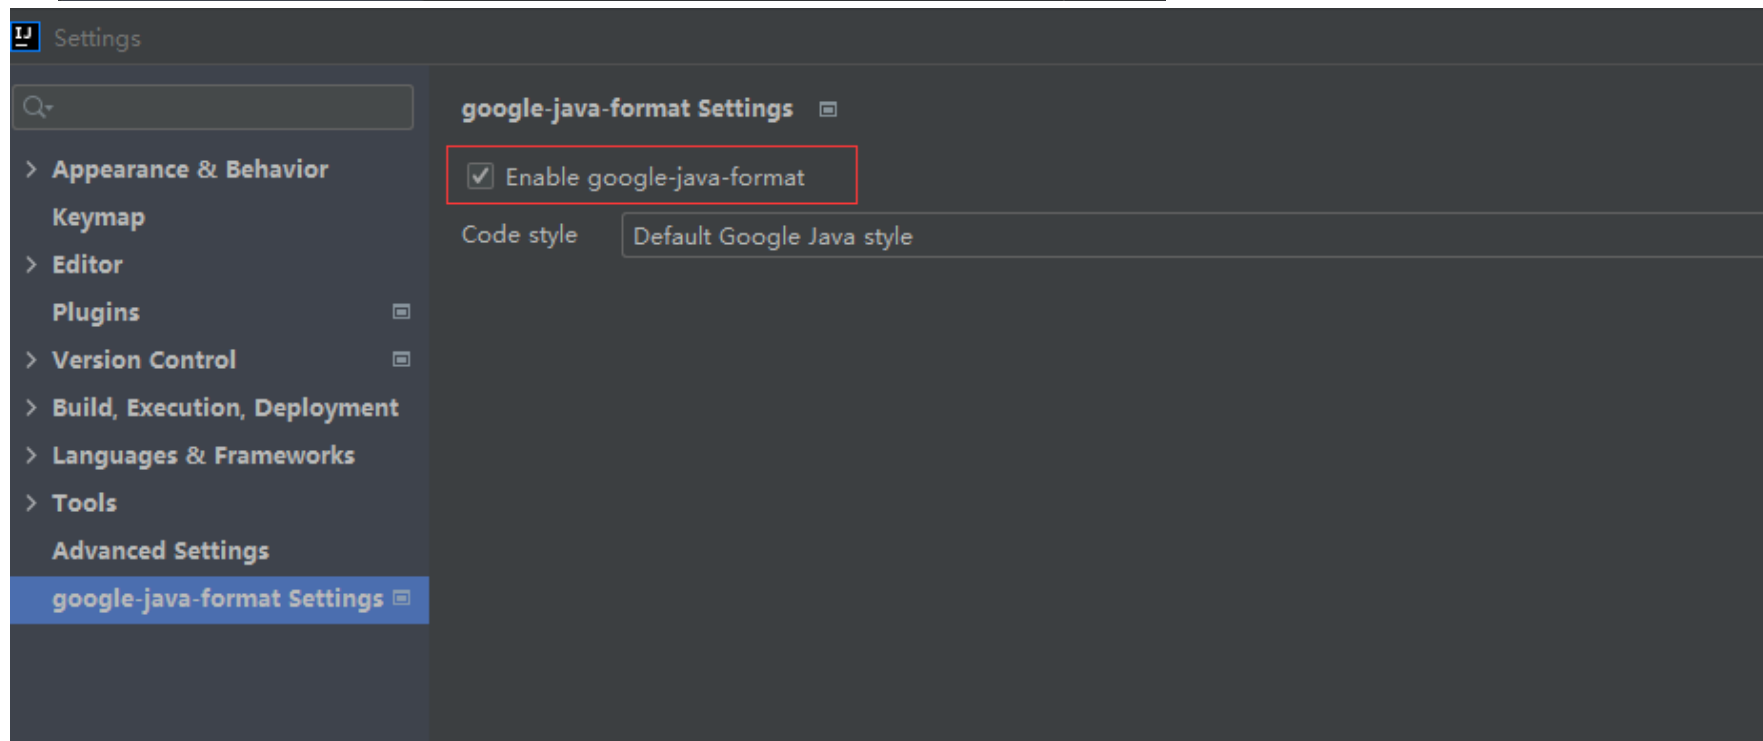 IJ Settings
google-java-format Settings
Enable google-java-format
Code style Default Google Java style
Appearance & Behavior
Keymap
Editor
Plugins
Version Control
Build, Execution, Deployment
Languages & Frameworks
Tools
Advanced Settings
google-java-format Settings